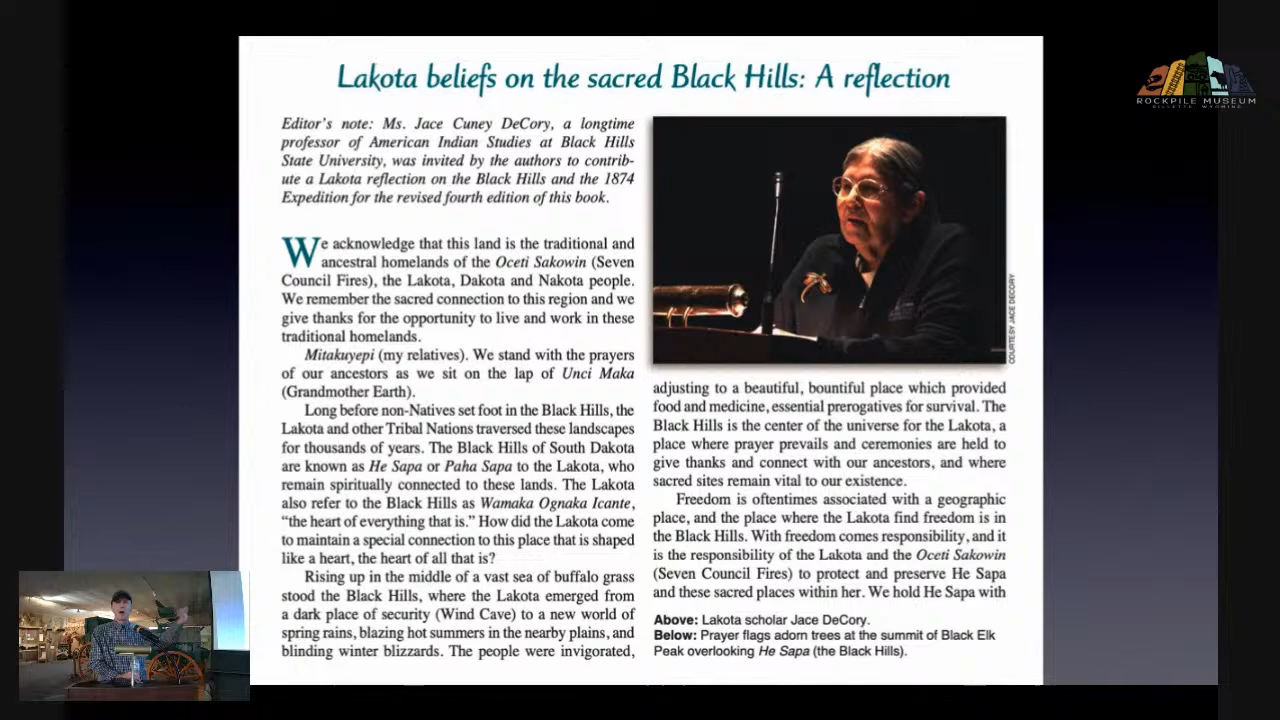 Lakota beliefs on the sacred Black Hills: A reflection
Editor's note: Ms. Jace Cuney DeCory, a longtime
professor of American Indian Studies at Black Hills
State University, was invited by the authors to contrib-
ute a Lakota reflection on the Black Hills and the 1874
Expedition for the revised fourth edition of this book.
We acknowledge that this land is the traditional and
ancestral homelands of the Oceti Sakowin (Seven
Council Fires), the Lakota, Dakota and Nakota people.
We remember the sacred connection to this region and we
give thanks for the opportunity to live and work in these
traditional homelands.
Mitakuyepi (my relatives). We stand with the prayers
of our ancestors as we sit on the lap of Unci Maka
(Grandmother Earth).
Long before non-Natives set foot in the Black Hills, the
Lakota and other Tribal Nations traversed these landscapes
for thousands of years. The Black Hills of South Dakota
are known as He Sapa or Paha Sapa to the Lakota, who
remain spiritually connected to these lands. The Lakota
also refer to the Black Hills as Wamaka Ognaka Icante,
“the heart of everything that is.” How did the Lakota come
to maintain a special connection to this place that is shaped
like a heart, the heart of all that is?
Rising up in the middle of a vast sea of buffalo grass
stood the Black Hills, where the Lakota emerged from
a dark place of security (Wind Cave) to a new world of
spring rains, blazing hot summers in the nearby plains, and
blinding winter blizzards. The people were invigorated,
COURTESY JACE DECORY
adjusting to a beautiful, bountiful place which provided
food and medicine, essential prerogatives for survival. The
Black Hills is the center of the universe for the Lakota, a
place where prayer prevails and ceremonies are held to
give thanks and connect with our ancestors, and where
sacred sites remain vital to our existence.
Freedom is oftentimes associated with a geographic
place, and the place where the Lakota find freedom is in
the Black Hills. With freedom comes responsibility, and it
is the responsibility of the Lakota and the Oceti Sakowin
(Seven Council Fires) to protect and preserve He Sapa
and these sacred places within her. We hold He Sapa with
Above: Lakota scholar Jace DeCory.
Below: Prayer flags adorn trees at the summit of Black Elk
Peak overlooking He Sapa (the Black Hills).
ROCKPILE MUSEUM
GILLETTE, WYOMING